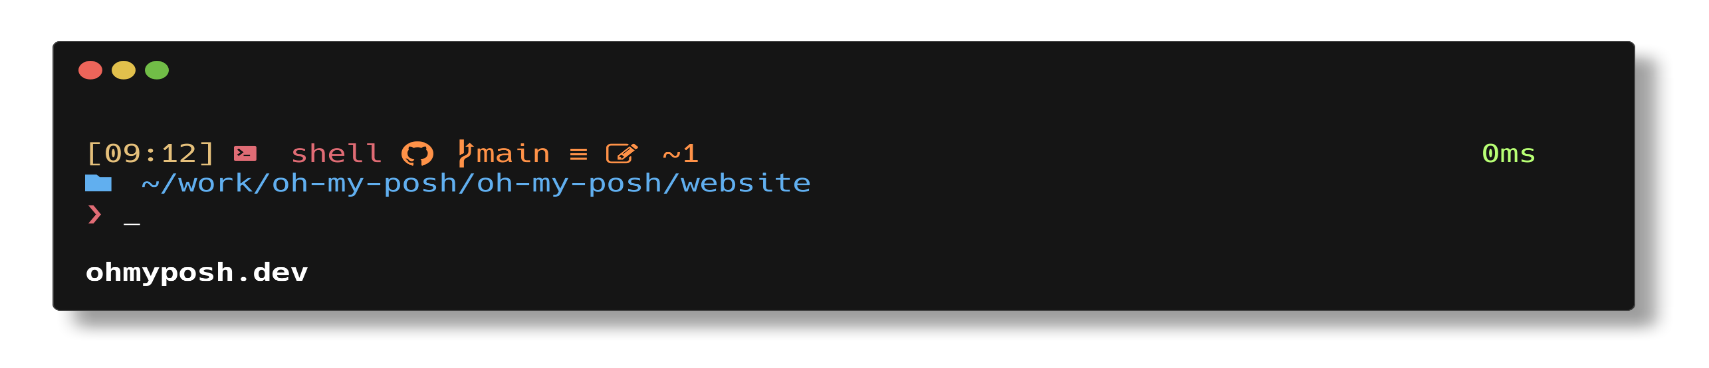 [09:12] shell main ≡ ~1 0ms
~/work/oh-my-posh/oh-my-posh/website
❯ _
ohmyposh.dev